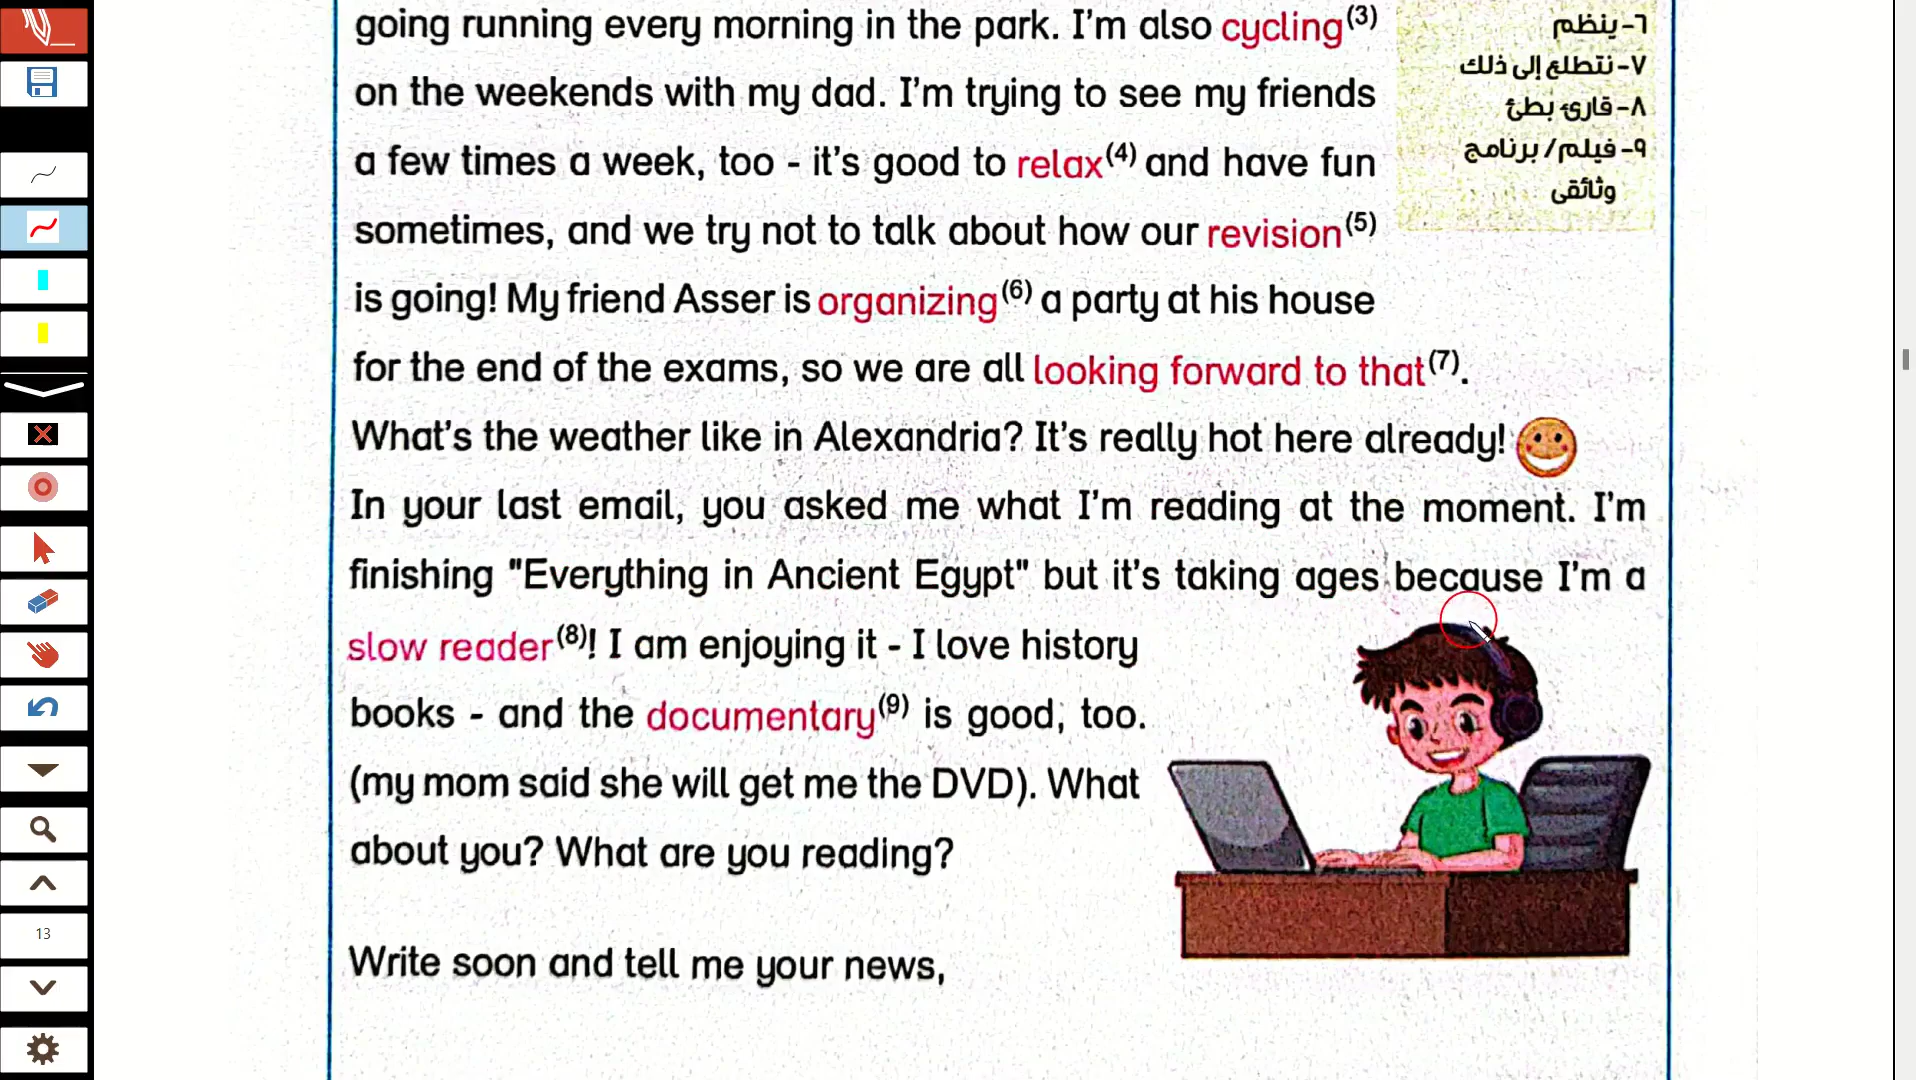 going running every morning in the park. I'm also cycling(3)
on the weekends with my dad. I'm trying to see my friends
a few times a week, too - it's good to relax(4) and have fun
sometimes, and we try not to talk about how our revision(5)
is going! My friend Asser is organizing(6) a party at his house
for the end of the exams, so we are all looking forward to that(7).
What's the weather like in Alexandria? It's really hot here already!
In your last email, you asked me what I'm reading at the moment. I'm
finishing "Everything in Ancient Egypt" but it's taking ages because I'm a
slow reader(8)! I am enjoying it - I love history
books - and the documentary(9) is good, too.
(my mom said she will get me the DVD). What
about you? What are you reading?
Write soon and tell me your news,
٦- ينظم
٧- نتطلع إلى ذلك
٨- قارئ بطئ
٩- فيلم / برنامج
وثائقى
13